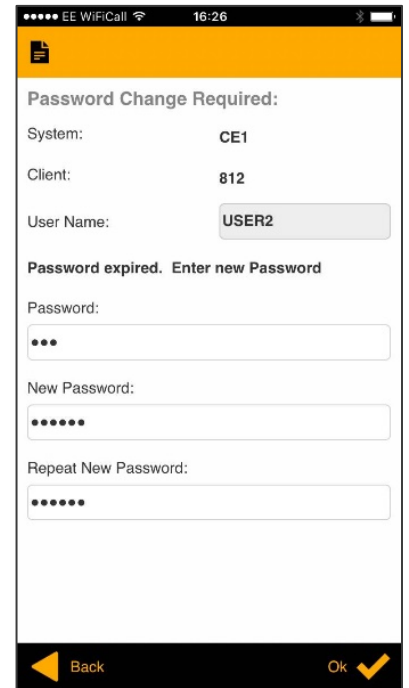 ●●●●● EE WiFiCall 16:26
Password Change Required:
System: CE1
Client: 812
User Name: USER2
Password expired. Enter new Password
Password:
●●●
New Password:
●●●●●●
Repeat New Password:
●●●●●●
Back Ok